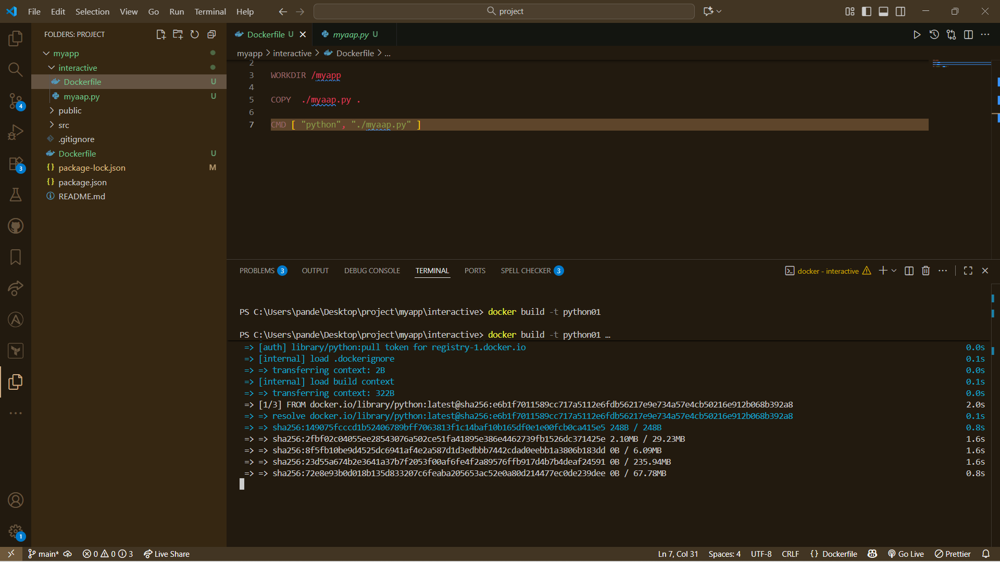 File Edit Selection View Go Run Terminal Help
project
FOLDERS: PROJECT
myapp
interactive
Dockerfile U
myaap.py U
public
src
.gitignore
Dockerfile U
package-lock.json M
package.json
README.md
4
3
1
Dockerfile U
myaap.py U
myapp > interactive > Dockerfile > ...
2
3 WORKDIR /myapp
4
5 COPY  ./myaap.py .
6
7 CMD [ "python", "./myaap.py" ]
PROBLEMS 3 OUTPUT DEBUG CONSOLE TERMINAL PORTS SPELL CHECKER 3
docker - interactive
PS C:\Users\pande\Desktop\project\myapp\interactive> docker build -t python01
PS C:\Users\pande\Desktop\project\myapp\interactive> docker build -t python01 …
=> [auth] library/python:pull token for registry-1.docker.io 0.0s
=> [internal] load .dockerignore 0.1s
=> => transferring context: 2B 0.0s
=> [internal] load build context 0.1s
=> => transferring context: 322B 0.0s
=> [1/3] FROM docker.io/library/python:latest@sha256:e6b1f7011589cc717a5112e6fdb56217e9e734a57e4cb50216e912b068b392a8 2.0s
=> => resolve docker.io/library/python:latest@sha256:e6b1f7011589cc717a5112e6fdb56217e9e734a57e4cb50216e912b068b392a8 0.1s
=> => sha256:149075fcccd1b52406789bff7063813f1c14baf10b165df0e1e00fcb0ca415e5 248B / 248B 0.8s
=> => sha256:2fbf02c04055ee28543076a502ce51fa41895e386e4462739fb1526dc371425e 2.10MB / 29.23MB 1.6s
=> => sha256:8f5fb10be9d4525dc6941af4e2a587d1d3edbbb7442cdad0eebb1a3806b183dd 0B / 6.09MB 1.6s
=> => sha256:23d55a674b2e3641a37b7f2053f00af6fe4f2a89576ffb917d4b7b4deaf24591 0B / 235.94MB 1.6s
=> => sha256:72e8e93b0d018b135d833207c6feaba205653ac52e0a80d214477ec0de239dee 0B / 67.78MB 0.8s
main* 0 0 3 Live Share
Ln 7, Col 31 Spaces: 4 UTF-8 CRLF {} Dockerfile Go Live Prettier